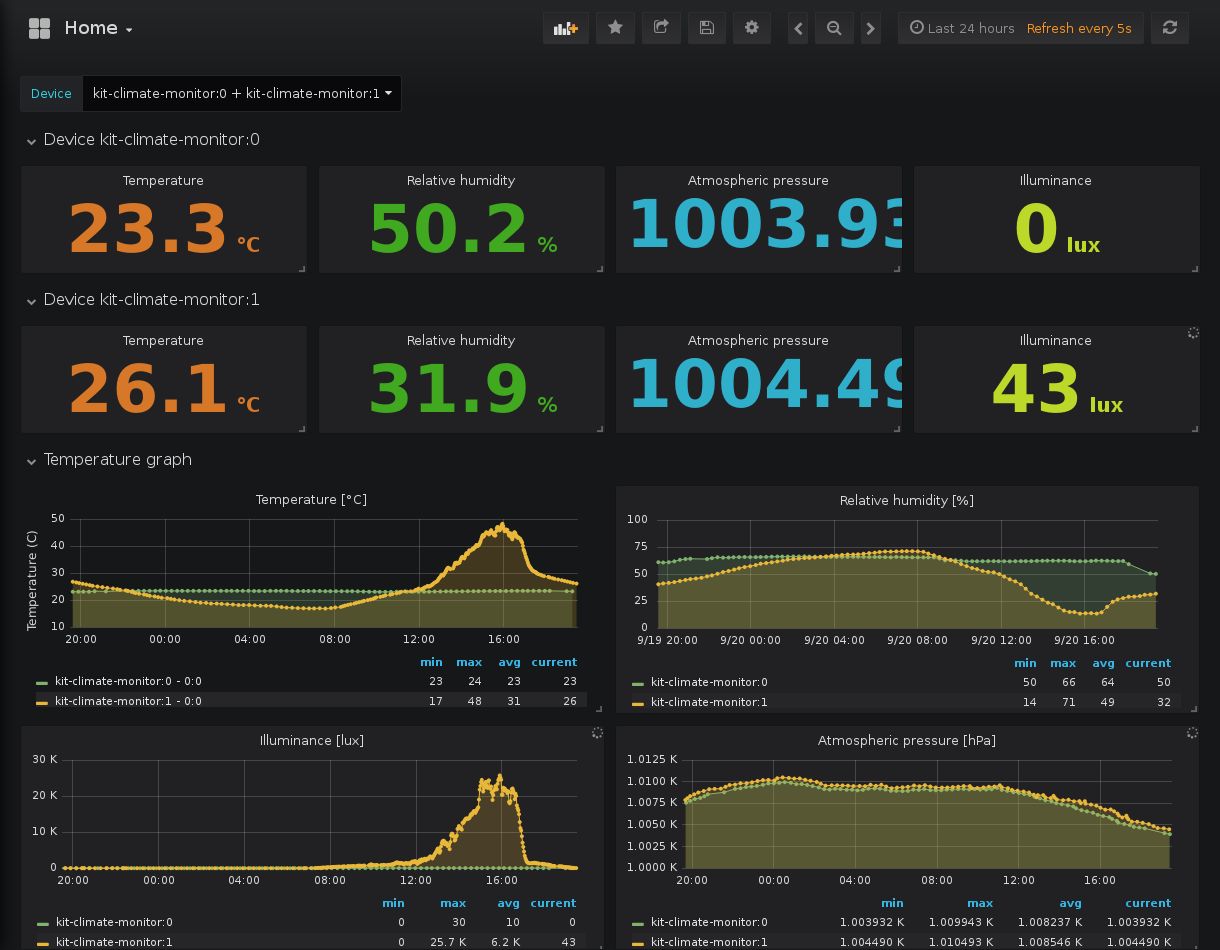 Home
Last 24 hours Refresh every 5s
Device kit-climate-monitor:0 + kit-climate-monitor:1
Device kit-climate-monitor:0
Temperature Relative humidity Atmospheric pressure Illuminance
23.3 °C 50.2 % 1003.93 0 lux
Device kit-climate-monitor:1
Temperature Relative humidity Atmospheric pressure Illuminance
26.1 °C 31.9 % 1004.49 43 lux
Temperature graph
Temperature [°C]
Temperature (C)
50
40
30
20
10
20:00 00:00 04:00 08:00 12:00 16:00
min max avg current
kit-climate-monitor:0 - 0:0 23 24 23 23
kit-climate-monitor:1 - 0:0 17 48 31 26
Relative humidity [%]
100
75
50
25
0
9/19 20:00 9/20 00:00 9/20 04:00 9/20 08:00 9/20 12:00 9/20 16:00
min max avg current
kit-climate-monitor:0 50 66 64 50
kit-climate-monitor:1 14 71 49 32
Illuminance [lux]
30 K
20 K
10 K
0
20:00 00:00 04:00 08:00 12:00 16:00
min max avg current
kit-climate-monitor:0 0 30 10 0
kit-climate-monitor:1 0 25.7 K 6.2 K 43
Atmospheric pressure [hPa]
1.0125 K
1.0100 K
1.0075 K
1.0050 K
1.0025 K
1.0000 K
20:00 00:00 04:00 08:00 12:00 16:00
min max avg current
kit-climate-monitor:0 1.003932 K 1.009943 K 1.008237 K 1.003932 K
kit-climate-monitor:1 1.004490 K 1.010493 K 1.008546 K 1.004490 K